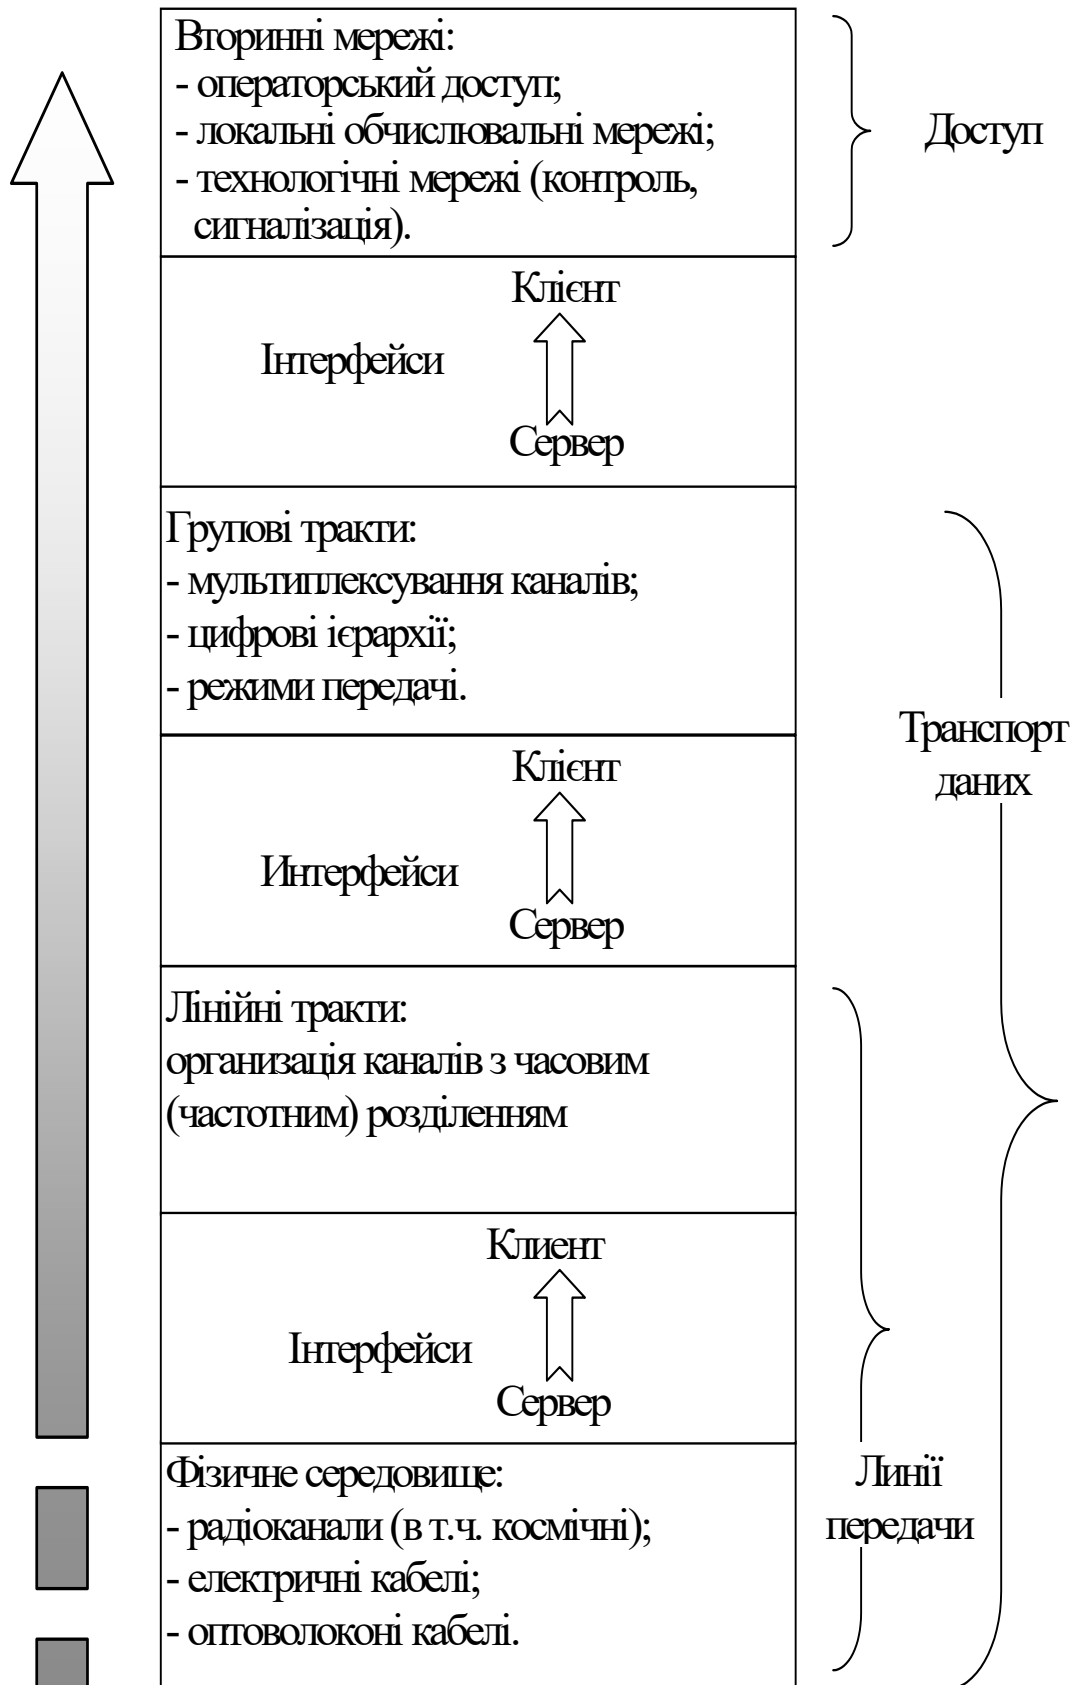 Вторинні мережі:
- операторський доступ;
- локальні обчислювальні мережі;
- технологічні мережі (контроль,
сигналізація).
Доступ
Клієнт
Інтерфейси
Сервер
Групові тракти:
- мультиплексування каналів;
- цифрові ієрархії;
- режими передачі.
Транспорт
даних
Клієнт
Интерфейси
Сервер
Лінійні тракти:
организація каналів з часовим
(частотним) розділенням
Клиент
Інтерфейси
Сервер
Линії
передачи
Фізичне середовище:
- радіоканали (в т.ч. космічні);
- електричні кабелі;
- оптоволоконі кабелі.